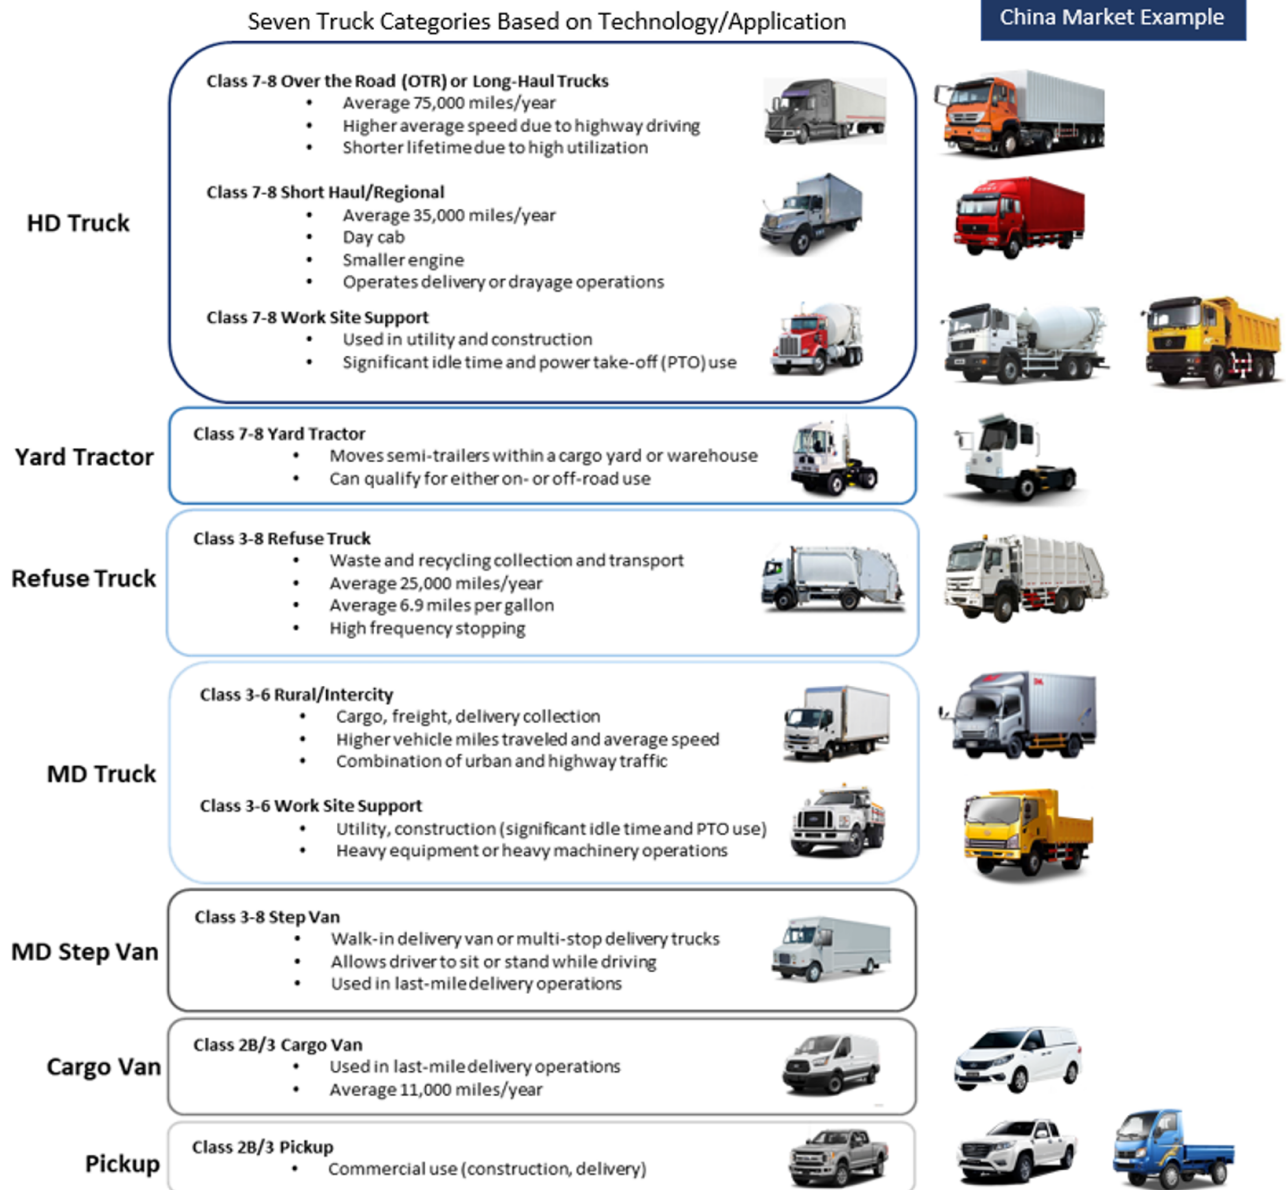 Seven Truck Categories Based on Technology/Application
China Market Example
HD Truck
Class 7-8 Over the Road (OTR) or Long-Haul Trucks
• Average 75,000 miles/year
• Higher average speed due to highway driving
• Shorter lifetime due to high utilization
Class 7-8 Short Haul/Regional
• Average 35,000 miles/year
• Day cab
• Smaller engine
• Operates delivery or drayage operations
Class 7-8 Work Site Support
• Used in utility and construction
• Significant idle time and power take-off (PTO) use
Yard Tractor
Class 7-8 Yard Tractor
• Moves semi-trailers within a cargo yard or warehouse
• Can qualify for either on- or off-road use
Refuse Truck
Class 3-8 Refuse Truck
• Waste and recycling collection and transport
• Average 25,000 miles/year
• Average 6.9 miles per gallon
• High frequency stopping
MD Truck
Class 3-6 Rural/Intercity
• Cargo, freight, delivery collection
• Higher vehicle miles traveled and average speed
• Combination of urban and highway traffic
Class 3-6 Work Site Support
• Utility, construction (significant idle time and PTO use)
• Heavy equipment or heavy machinery operations
MD Step Van
Class 3-8 Step Van
• Walk-in delivery van or multi-stop delivery trucks
• Allows driver to sit or stand while driving
• Used in last-mile delivery operations
Cargo Van
Class 2B/3 Cargo Van
• Used in last-mile delivery operations
• Average 11,000 miles/year
Pickup
Class 2B/3 Pickup
• Commercial use (construction, delivery)